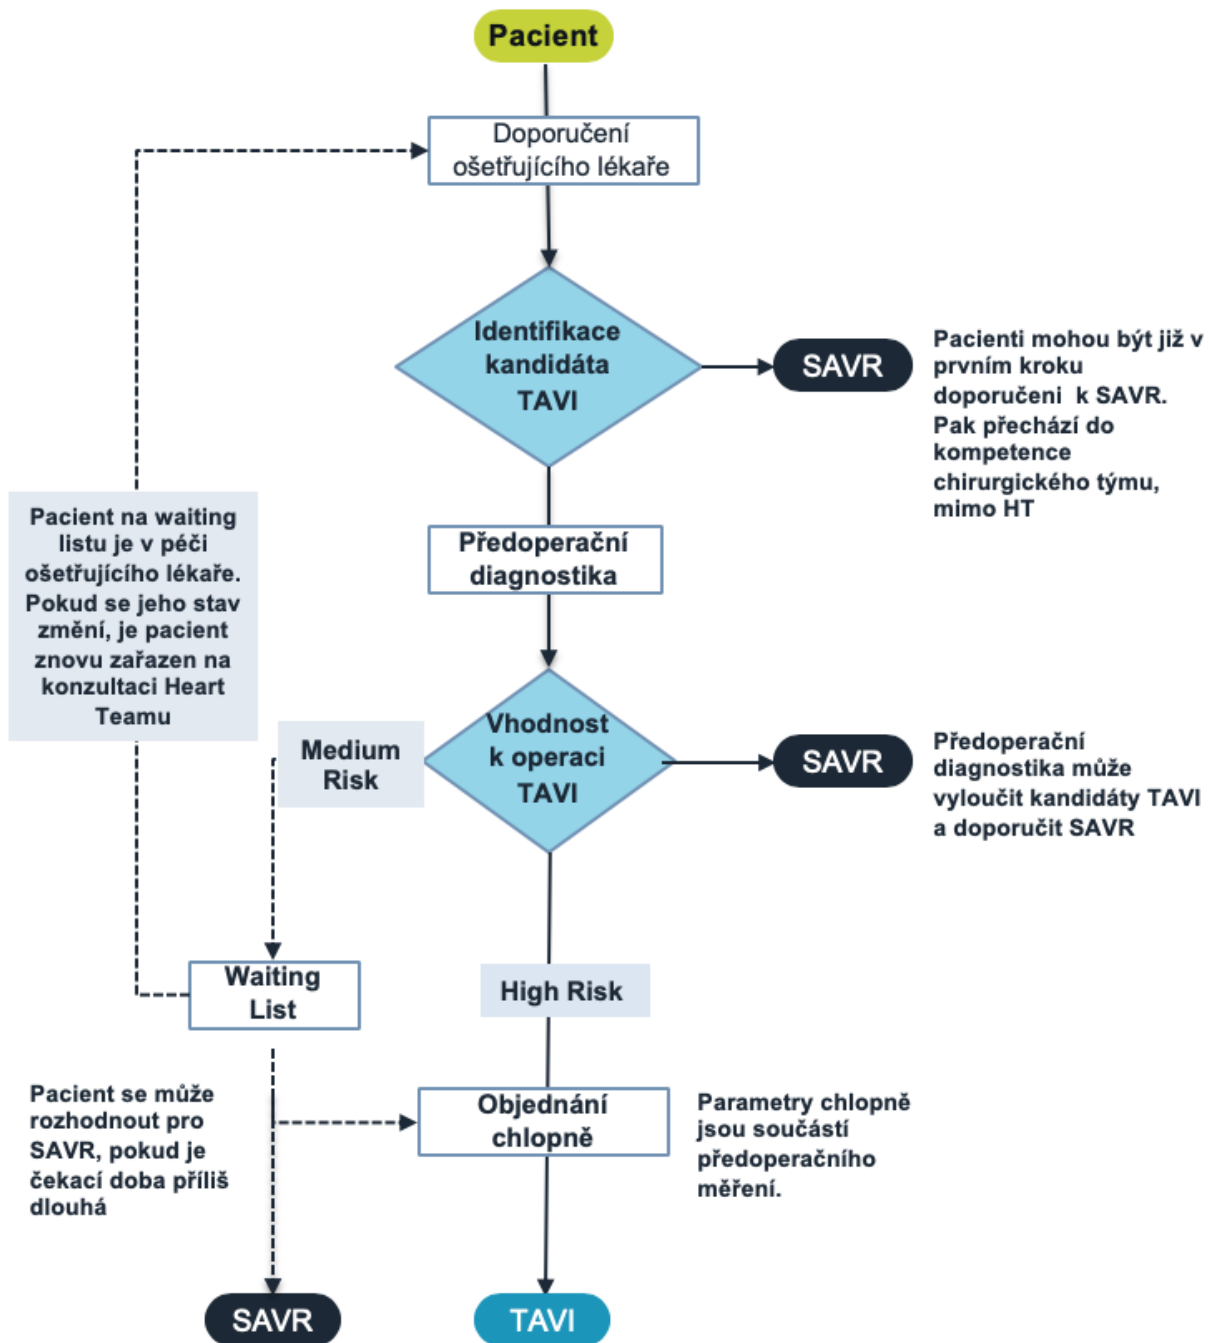 Pacient
Doporučení
ošetřujícího lékaře
Identifikace
kandidáta
TAVI
SAVR
Pacienti mohou být již v
prvním kroku
doporučeni k SAVR.
Pak přechází do
kompetence
chirurgického týmu,
mimo HT
Pacient na waiting
listu je v péči
ošetřujícího lékaře.
Pokud se jeho stav
změní, je pacient
znovu zařazen na
konzultaci Heart
Teamu
Předoperační
diagnostika
Medium
Risk
Vhodnost
k operaci
TAVI
SAVR
Předoperační
diagnostika může
vyloučit kandidáty TAVI
a doporučit SAVR
Waiting
List
High Risk
Pacient se může
rozhodnout pro
SAVR, pokud je
čekací doba příliš
dlouhá
Objednání
chlopně
Parametry chlopně
jsou součástí
předoperačního
měření.
SAVR
TAVI